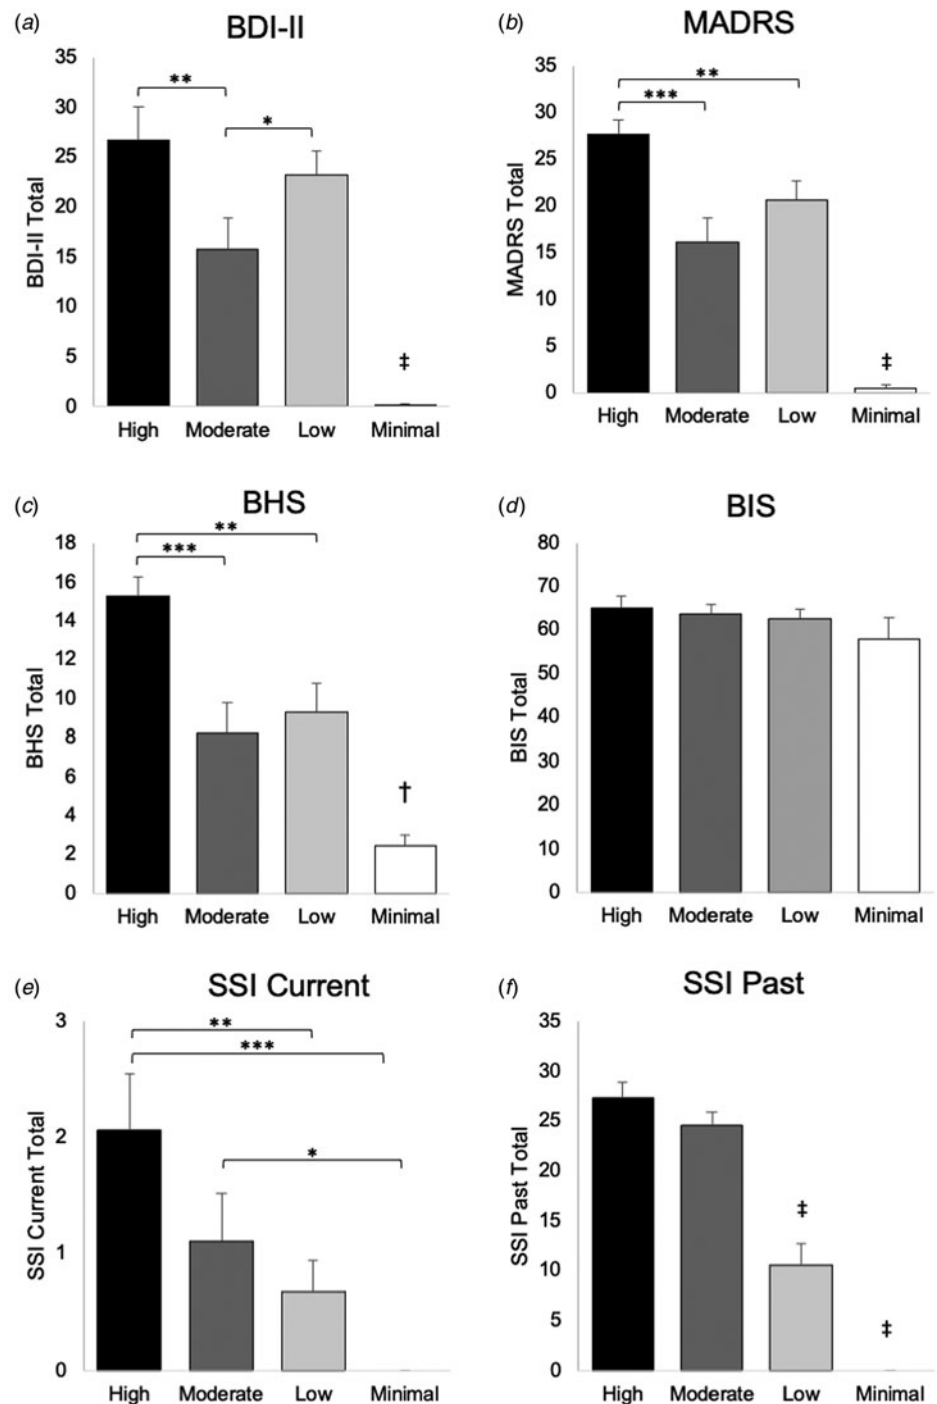 (a)
BDI-II
BDI-II Total
35
30
25
20
15
10
5
0
**
*
‡
High Moderate Low Minimal
(b)
MADRS
MADRS Total
35
30
25
20
15
10
5
0
**
***
‡
High Moderate Low Minimal
(c)
BHS
BHS Total
18
16
14
12
10
8
6
4
2
0
**
***
†
High Moderate Low Minimal
(d)
BIS
BIS Total
80
70
60
50
40
30
20
10
0
High Moderate Low Minimal
(e)
SSI Current
SSI Current Total
3
2
1
0
**
***
*
High Moderate Low Minimal
(f)
SSI Past
SSI Past Total
35
30
25
20
15
10
5
0
‡
‡
High Moderate Low Minimal